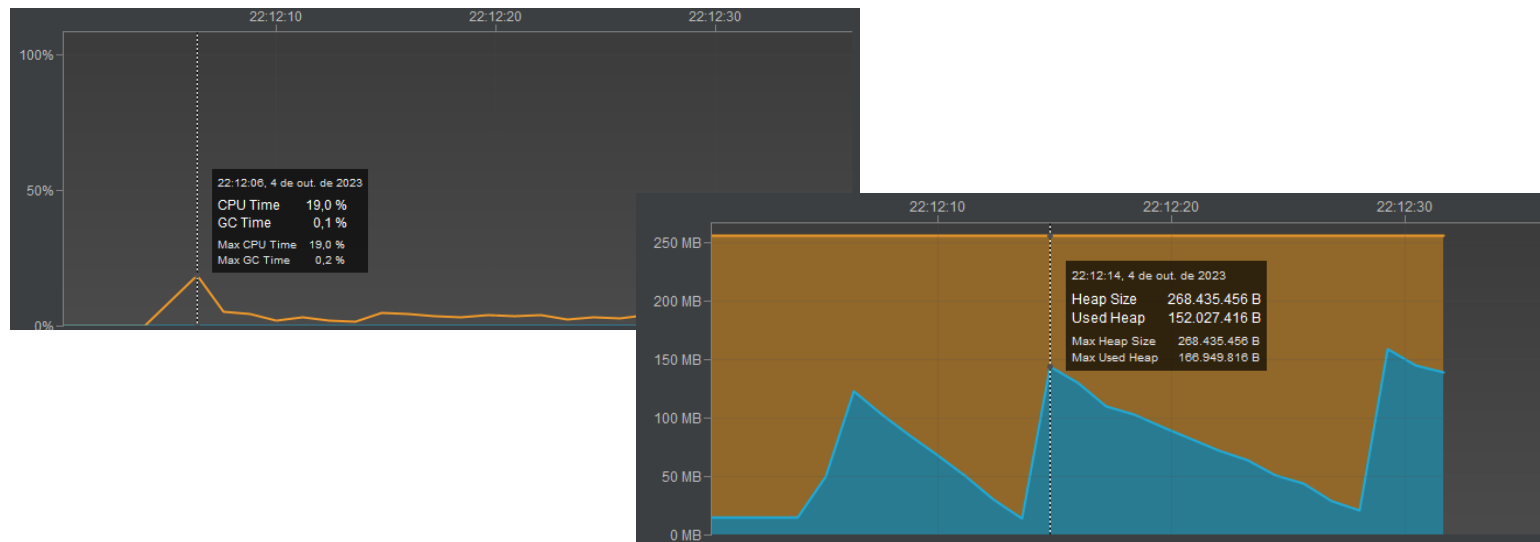 22:12:10 22:12:20 22:12:30
100%
50%
0%
22:12:06, 4 de out. de 2023
CPU Time 19,0 %
GC Time 0,1 %
Max CPU Time 19,0 %
Max GC Time 0,2 %
22:12:10 22:12:20 22:12:30
250 MB
200 MB
150 MB
100 MB
50 MB
0 MB
22:12:14, 4 de out. de 2023
Heap Size 268.435.456 B
Used Heap 152.027.416 B
Max Heap Size 268.435.456 B
Max Used Heap 166.949.816 B